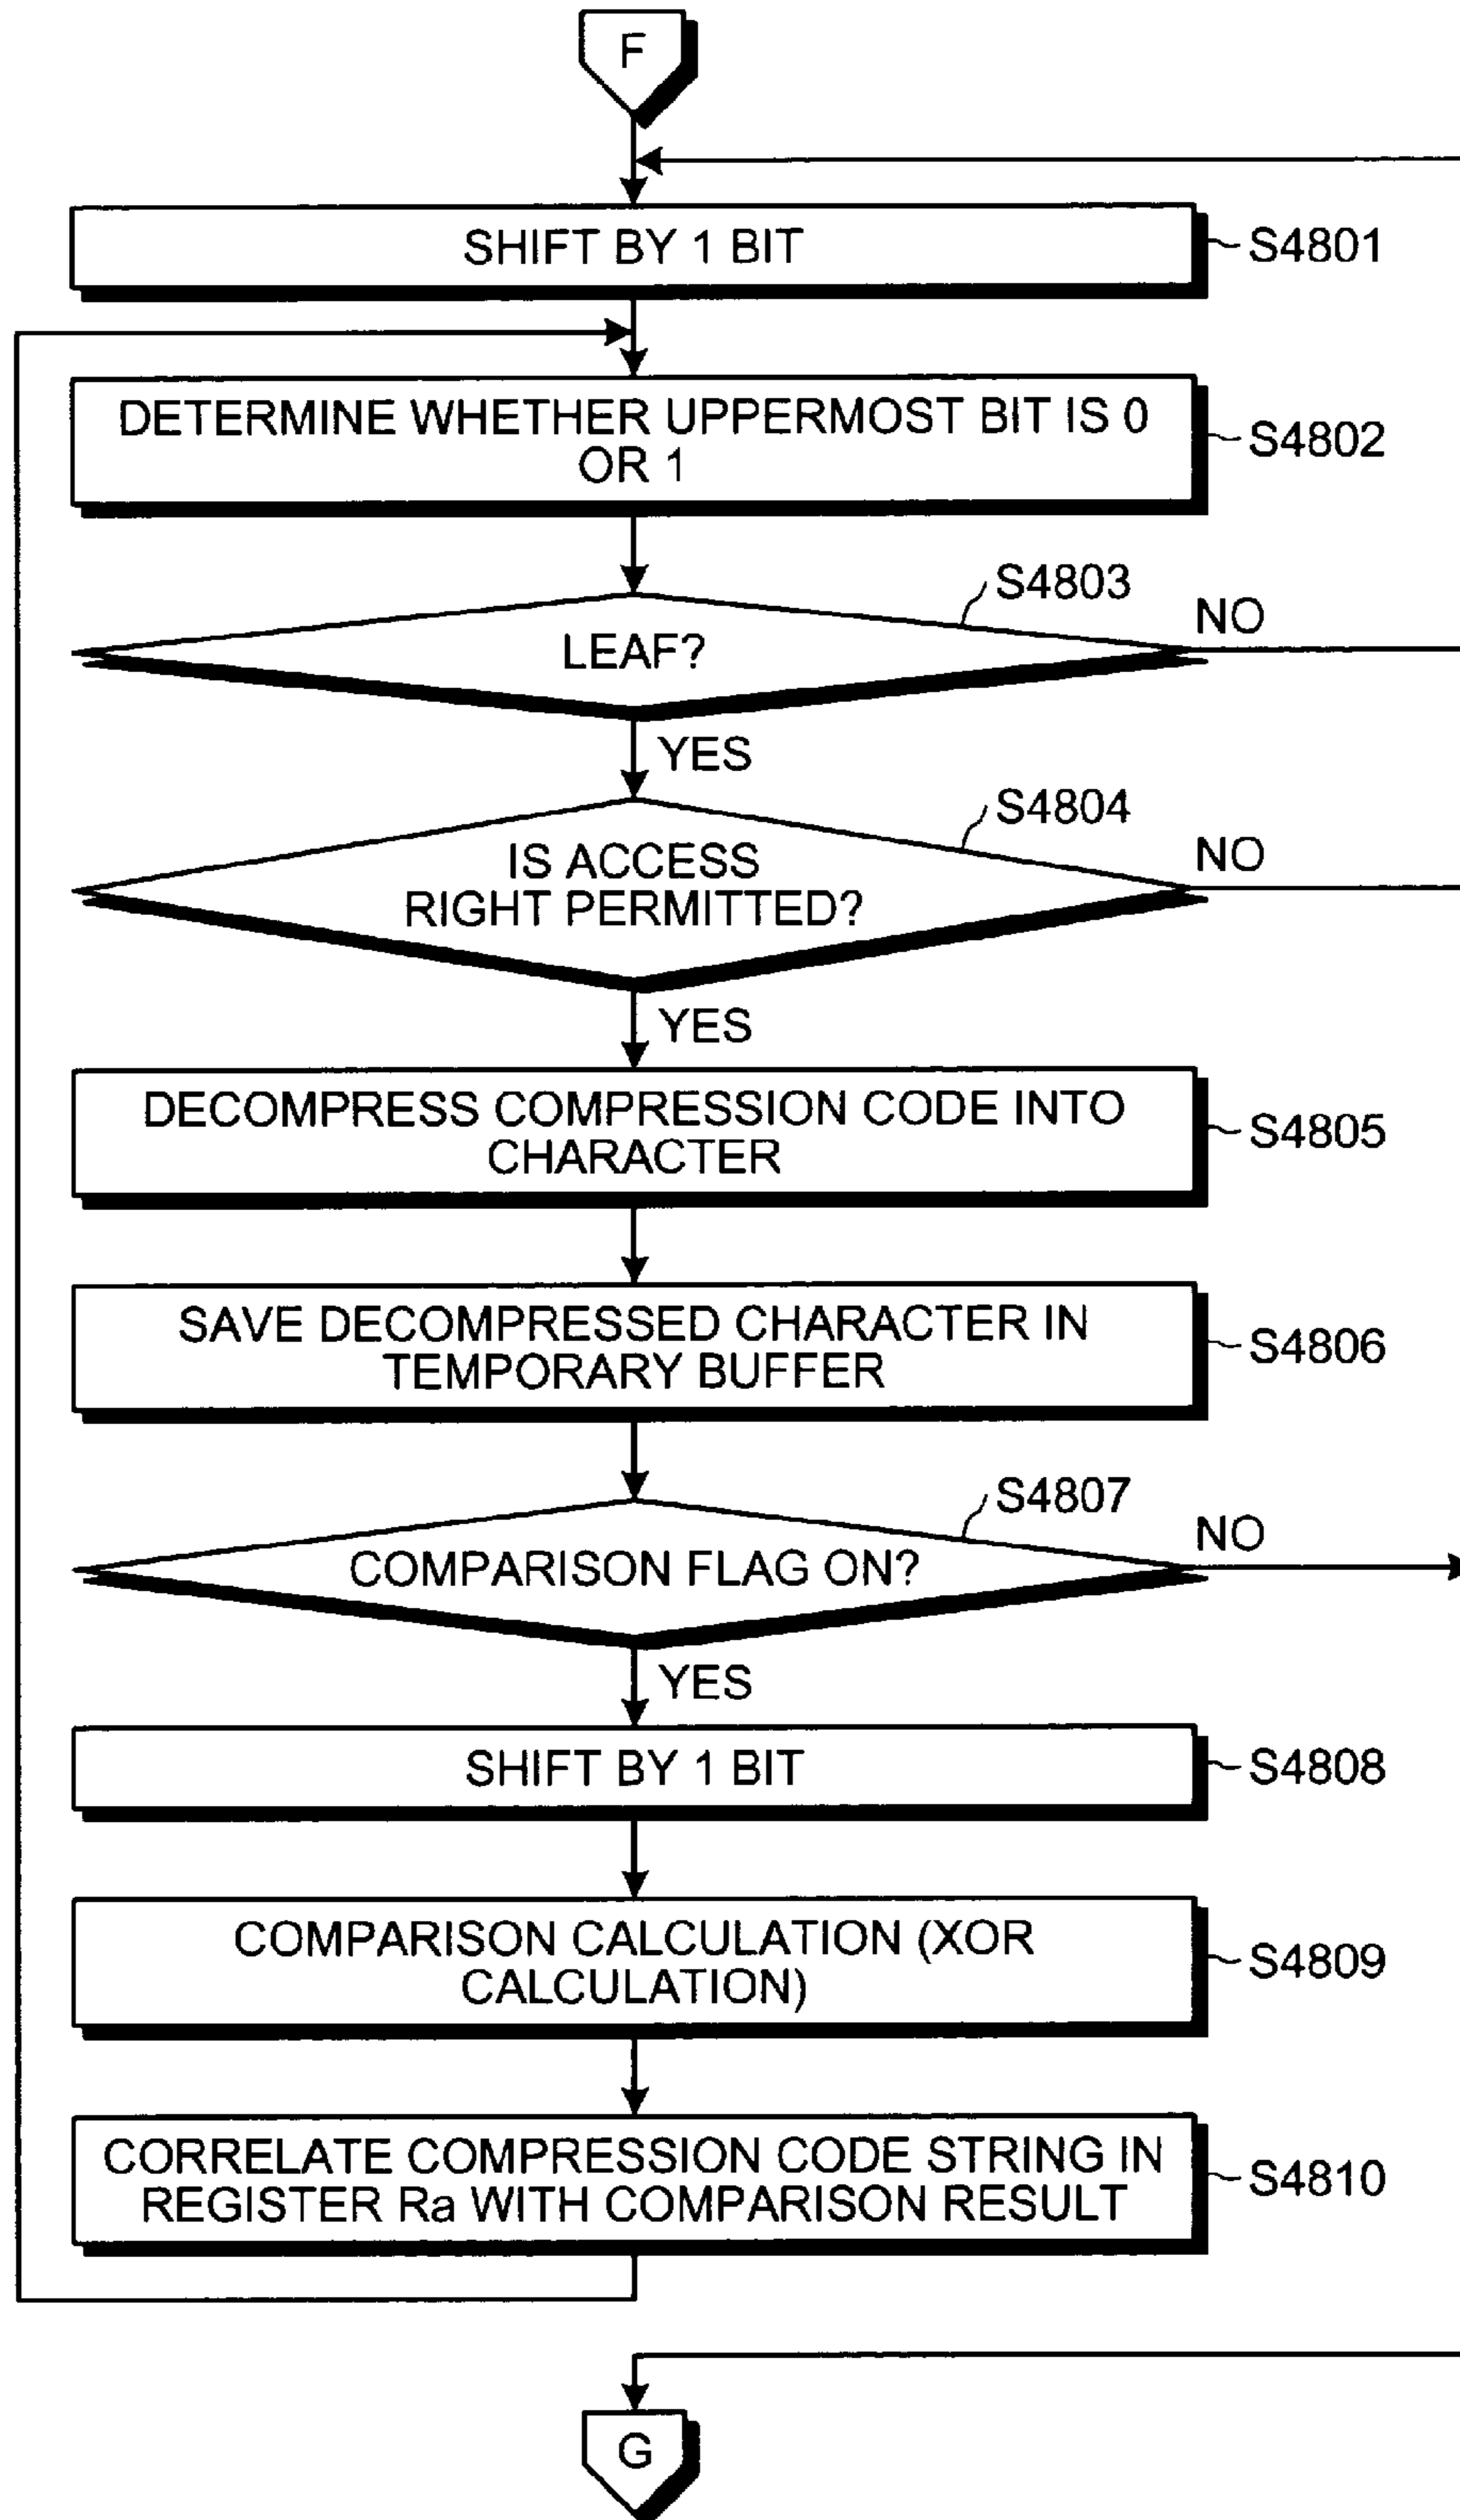 F
SHIFT BY 1 BIT
S4801
DETERMINE WHETHER UPPERMOST BIT IS 0
OR 1
S4802
S4803
LEAF?
NO
YES
S4804
IS ACCESS
RIGHT PERMITTED?
NO
YES
DECOMPRESS COMPRESSION CODE INTO
CHARACTER
S4805
SAVE DECOMPRESSED CHARACTER IN
TEMPORARY BUFFER
S4806
S4807
COMPARISON FLAG ON?
NO
YES
SHIFT BY 1 BIT
S4808
COMPARISON CALCULATION (XOR
CALCULATION)
S4809
CORRELATE COMPRESSION CODE STRING IN
REGISTER Ra WITH COMPARISON RESULT
S4810
G